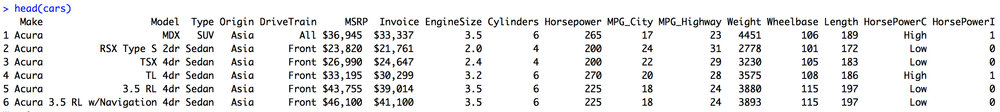 > head(cars)
   Make                    Model  Type Origin DriveTrain     MSRP  Invoice EngineSize Cylinders Horsepower MPG_City MPG_Highway Weight Wheelbase Length HorsePowerC HorsePowerI
1 Acura                      MDX   SUV   Asia        All $36,945  $33,337         3.5         6        265       17          23   4451       106    189        High           1
2 Acura           RSX Type S 2dr Sedan   Asia      Front $23,820  $21,761         2.0         4        200       24          31   2778       101    172         Low           0
3 Acura                  TSX 4dr Sedan   Asia      Front $26,990  $24,647         2.4         4        200       22          29   3230       105    183         Low           0
4 Acura                   TL 4dr Sedan   Asia      Front $33,195  $30,299         3.2         6        270       20          28   3575       108    186        High           1
5 Acura               3.5 RL 4dr Sedan   Asia      Front $43,755  $39,014         3.5         6        225       18          24   3880       115    197         Low           0
6 Acura 3.5 RL w/Navigation 4dr Sedan   Asia      Front $46,100  $41,100         3.5         6        225       18          24   3893       115    197         Low           0